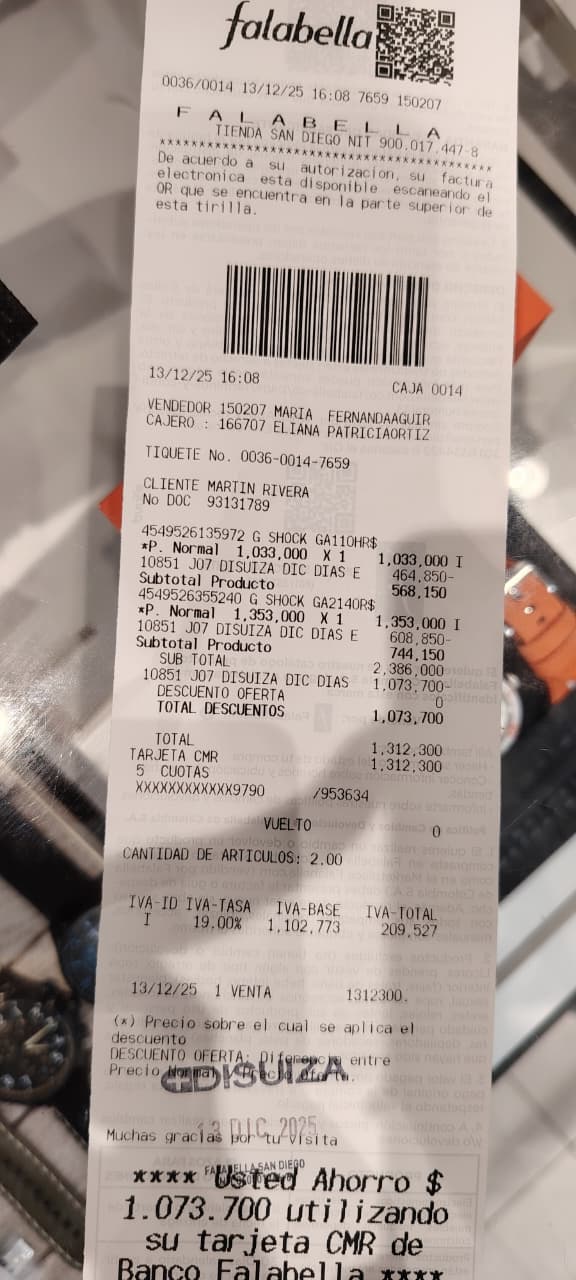 falabella
0036/0014 13/12/25 16:08 7659 150207
F A L A B E L L A
TIENDA SAN DIEGO NIT 900.017.447-8
******************************************
De acuerdo a su autorizacion, su factura
electronica esta disponible escaneando el
QR que se encuentra en la parte superior de
esta tirilla.
13/12/25 16:08 CAJA 0014
VENDEDOR 150207 MARIA FERNANDAAGUIR
CAJERO : 166707 ELIANA PATRICIAORTIZ
TIQUETE No. 0036-0014-7659
CLIENTE MARTIN RIVERA
No DOC 93131789
4549526135972 G SHOCK GA110HR$
*P. Normal 1,033,000 X 1 1,033,000 I
10851 J07 DISUIZA DIC DIAS E 464,850-
Subtotal Producto 568,150
4549526355240 G SHOCK GA2140R$
*P. Normal 1,353,000 X 1 1,353,000 I
10851 J07 DISUIZA DIC DIAS E 608,850-
Subtotal Producto 744,150
SUB TOTAL 2,386,000
10851 J07 DISUIZA DIC DIAS 1,073,700-
DESCUENTO OFERTA 0
TOTAL DESCUENTOS 1,073,700
TOTAL 1,312,300
TARJETA CMR 1,312,300
5 CUOTAS
XXXXXXXXXXXX9790 /953634
VUELTO 0
CANTIDAD DE ARTICULOS: 2.00
IVA-ID IVA-TASA IVA-BASE IVA-TOTAL
I 19.00% 1,102,773 209,527
13/12/25 1 VENTA 1312300.
(*) Precio sobre el cual se aplica el
descuento
DESCUENTO OFERTA: Diferencia entre
Precio Normal y Precio Oferta.
DISUIZA
13 DIC 2025
Muchas gracias por tu visita
FALABELLA SAN DIEGO
**** Usted Ahorro $
1.073.700 utilizando
su tarjeta CMR de
Banco Falabella ****